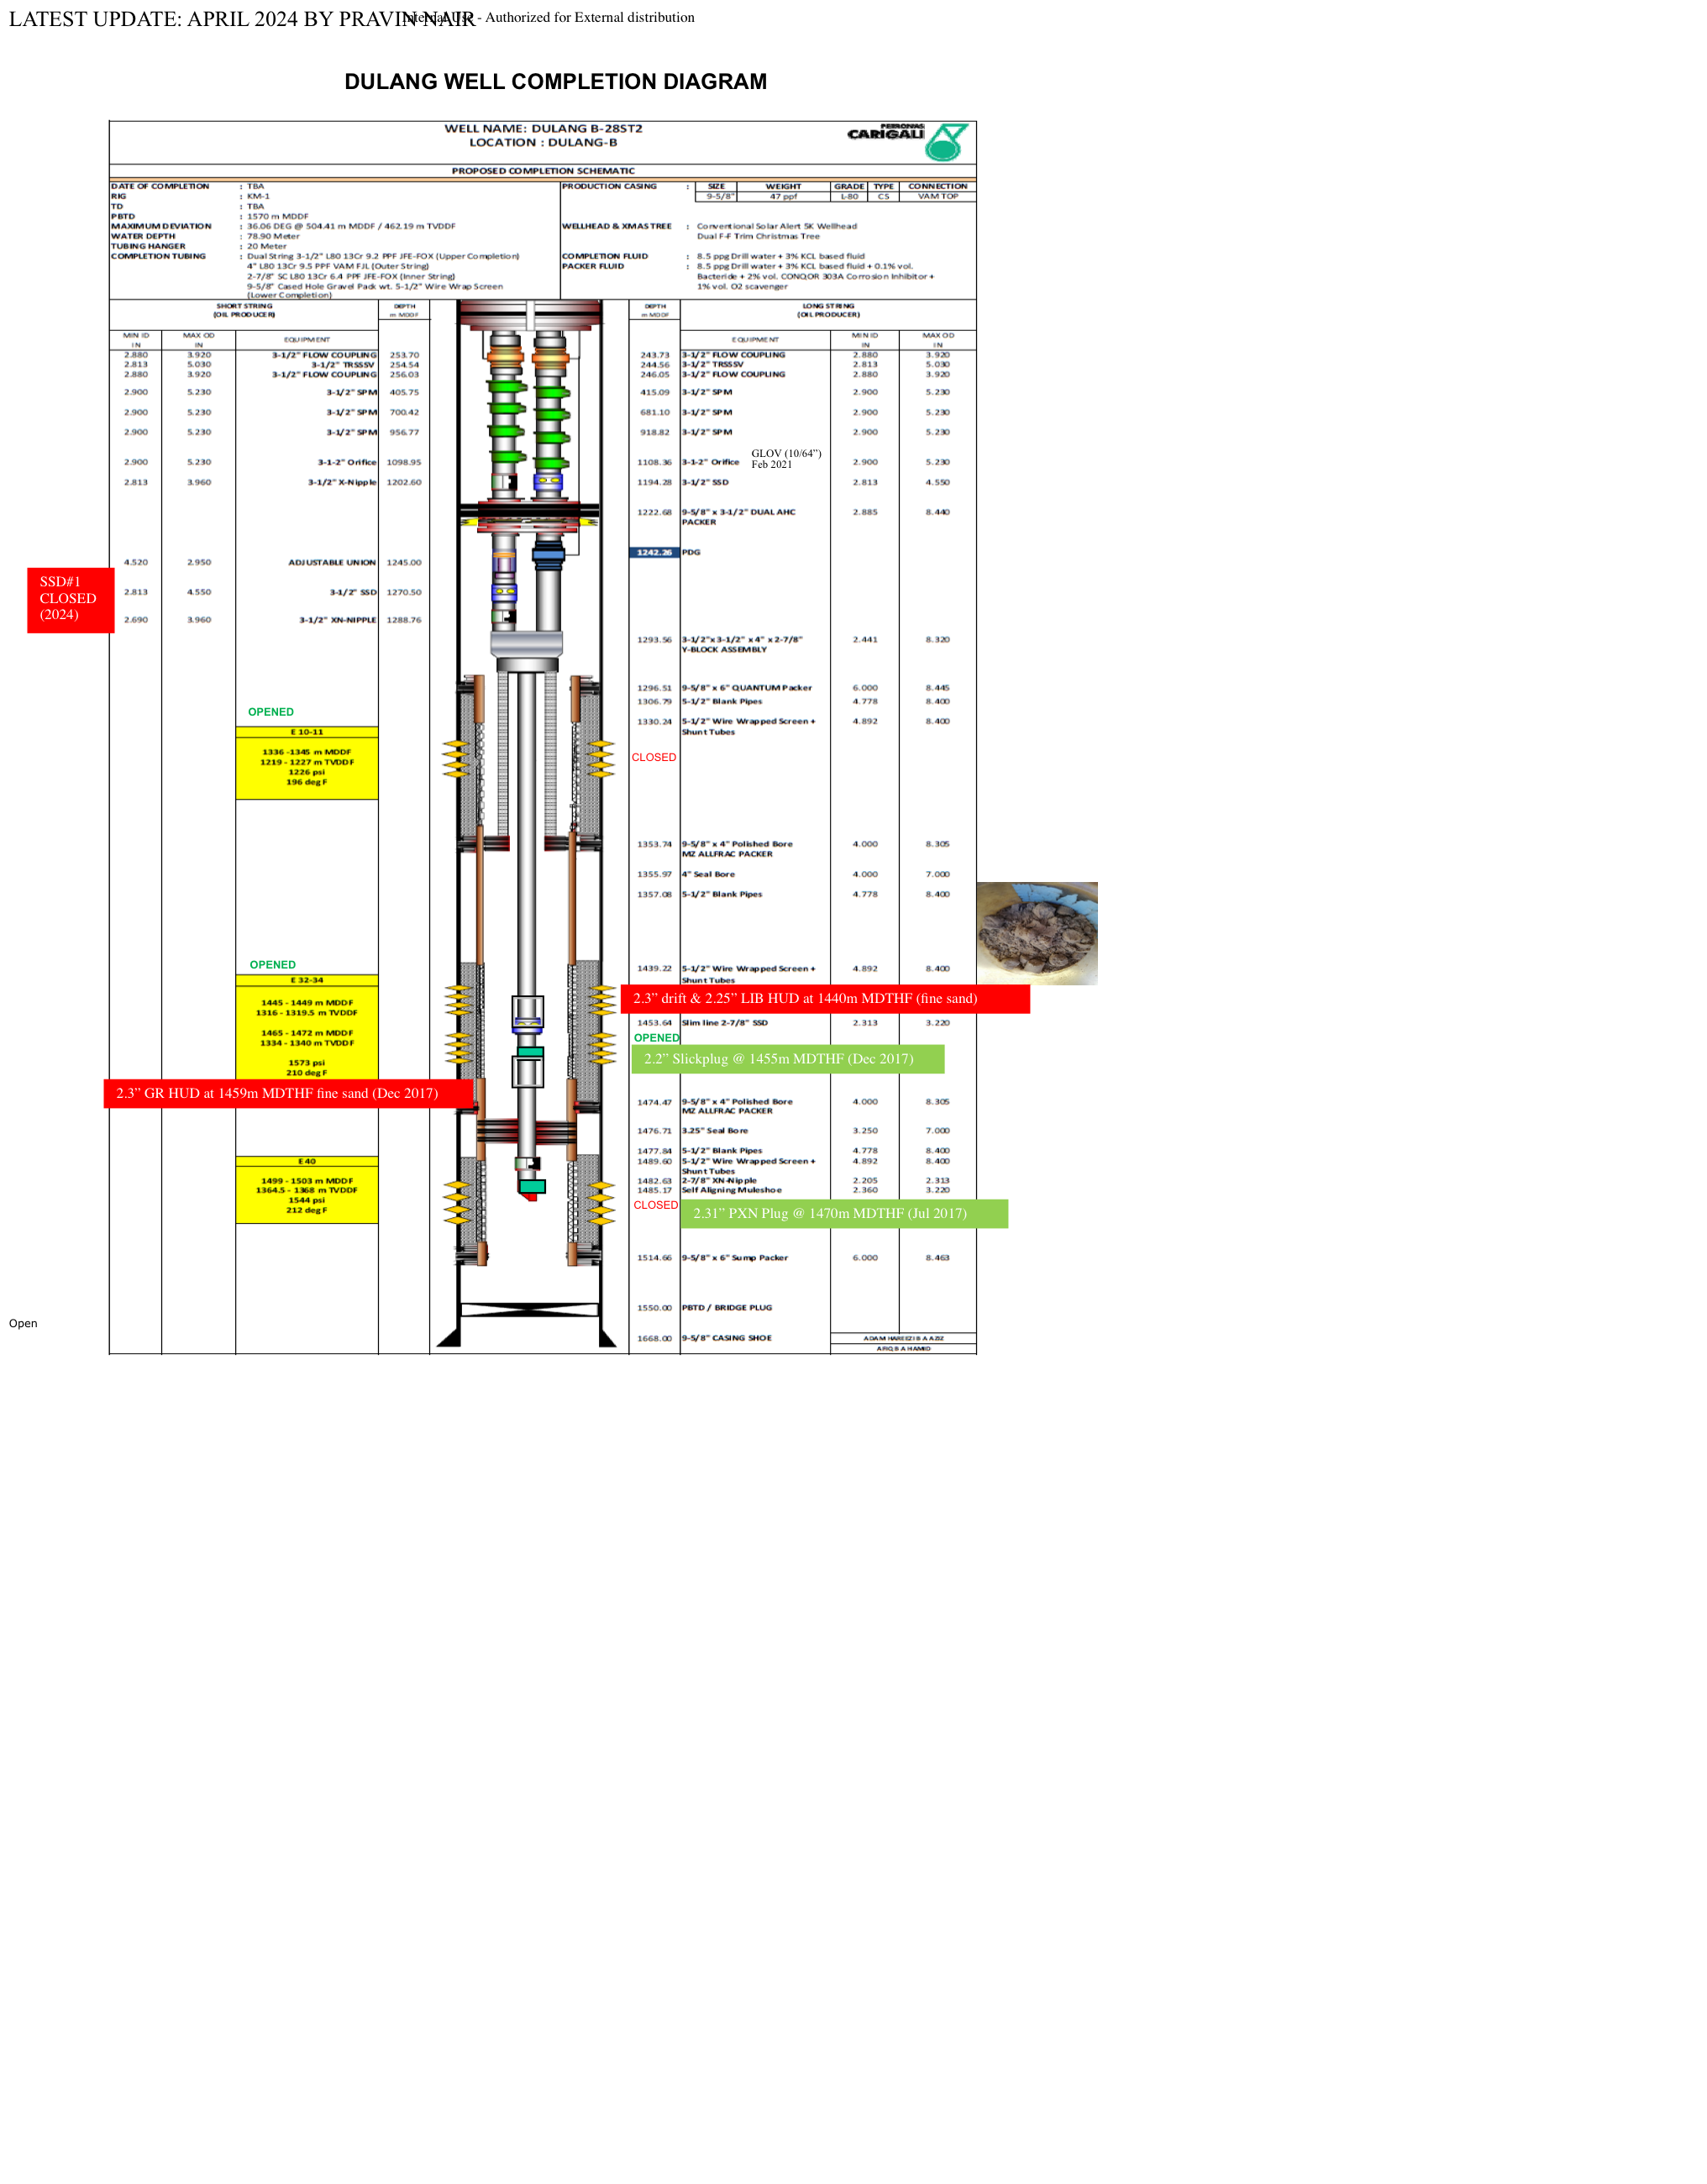 LATEST UPDATE: APRIL 2024 BY PRAVIN NAIR
Internal Use - Authorized for External distribution
DULANG WELL COMPLETION DIAGRAM
WELL NAME: DULANG B-28ST2
LOCATION : DULANG-B
PETRONAS
CARIGALI
PROPOSED COMPLETION SCHEMATIC
DATE OF COMPLETION : TBA
RIG : KM-1
TD : TBA
PBTD : 1570 m MDDF
MAXIMUM DEVIATION : 36.06 DEG @ 504.41 m MDDF / 462.19 m TVDDF
WATER DEPTH : 78.90 Meter
TUBING HANGER : 20 Meter
COMPLETION TUBING : Dual String 3-1/2" L80 13Cr 9.2 PPF JFE-FOX (Upper Completion)
4" L80 13Cr 9.5 PPF VAM FJL (Outer String)
2-7/8" SC L80 13Cr 6.4 PPF JFE-FOX (Inner String)
9-5/8" Cased Hole Gravel Pack wt. 5-1/2" Wire Wrap Screen
(Lower Completion)
PRODUCTION CASING : SIZE WEIGHT GRADE TYPE CONNECTION
9-5/8" 47 ppf L-80 CS VAM TOP
WELLHEAD & XMAS TREE : Conventional Solar Alert 5K Wellhead
Dual F-F Trim Christmas Tree
COMPLETION FLUID : 8.5 ppg Drill water + 3% KCL based fluid
PACKER FLUID : 8.5 ppg Drill water + 3% KCL based fluid + 0.1% vol.
Bactericide + 2% vol. CONQOR 303A Corrosion Inhibitor +
1% vol. O2 scavenger
SHORT STRING
(OIL PRODUCER)
DEPTH
m MDDF
MIN ID
IN
MAX OD
IN
EQUIPMENT
2.880 3.920 3-1/2" FLOW COUPLING 253.70
2.813 5.030 3-1/2" TRSSSV 254.54
2.880 3.920 3-1/2" FLOW COUPLING 256.03
2.900 5.230 3-1/2" SPM 405.75
2.900 5.230 3-1/2" SPM 700.42
2.900 5.230 3-1/2" SPM 956.77
2.900 5.230 3-1-2" Orifice 1098.95
2.813 3.960 3-1/2" X-Nipple 1202.60
4.520 2.950 ADJUSTABLE UNION 1245.00
2.813 4.550 3-1/2" SSD 1270.50
2.690 3.960 3-1/2" XN-NIPPLE 1288.76
SSD#1
CLOSED
(2024)
OPENED
E 10-11
1336 -1345 m MDDF
1219 - 1227 m TVDDF
1226 psi
196 deg F
OPENED
E 32-34
1445 - 1449 m MDDF
1316 - 1319.5 m TVDDF
1465 - 1472 m MDDF
1334 - 1340 m TVDDF
1573 psi
210 deg F
2.3” GR HUD at 1459m MDTHF fine sand (Dec 2017)
E 40
1499 - 1503 m MDDF
1364.5 - 1368 m TVDDF
1544 psi
212 deg F
DEPTH
m MDDF
LONG STRING
(OIL PRODUCER)
EQUIPMENT
MIN ID
IN
MAX OD
IN
243.73 3-1/2" FLOW COUPLING 2.880 3.920
244.56 3-1/2" TRSSSV 2.813 5.030
246.05 3-1/2" FLOW COUPLING 2.880 3.920
415.09 3-1/2" SPM 2.900 5.230
681.10 3-1/2" SPM 2.900 5.230
918.82 3-1/2" SPM 2.900 5.230
GLOV (10/64”)
Feb 2021
1108.36 3-1-2" Orifice 2.900 5.230
1194.28 3-1/2" SSD 2.813 4.550
1222.68 9-5/8" x 3-1/2" DUAL AHC 2.885 8.440
PACKER
1242.26 PDG
1293.56 3-1/2"x 3-1/2" x 4" x 2-7/8" 2.441 8.320
Y-BLOCK ASSEMBLY
1296.51 9-5/8" x 6" QUANTUM Packer 6.000 8.445
1306.79 5-1/2" Blank Pipes 4.778 8.400
1330.24 5-1/2" Wire Wrapped Screen + 4.892 8.400
Shunt Tubes
CLOSED
1353.74 9-5/8" x 4" Polished Bore 4.000 8.305
MZ ALLFRAC PACKER
1355.97 4" Seal Bore 4.000 7.000
1357.08 5-1/2" Blank Pipes 4.778 8.400
1439.22 5-1/2" Wire Wrapped Screen + 4.892 8.400
Shunt Tubes
2.3” drift & 2.25” LIB HUD at 1440m MDTHF (fine sand)
1453.64 Slim line 2-7/8" SSD 2.313 3.220
OPENED
2.2” Slickplug @ 1455m MDTHF (Dec 2017)
1474.47 9-5/8" x 4" Polished Bore 4.000 8.305
MZ ALLFRAC PACKER
1476.71 3.25" Seal Bore 3.250 7.000
1477.84 5-1/2" Blank Pipes 4.778 8.400
1489.60 5-1/2" Wire Wrapped Screen + 4.892 8.400
Shunt Tubes
1482.63 2-7/8" XN-Nipple 2.205 2.313
1485.17 Self Aligning Muleshoe 2.360 3.220
CLOSED
2.31” PXN Plug @ 1470m MDTHF (Jul 2017)
1514.66 9-5/8" x 6" Sump Packer 6.000 8.463
1550.00 PBTD / BRIDGE PLUG
1668.00 9-5/8" CASING SHOE
ADAM HAREEZI B A AZIZ
AFIQ B A HAMID
Open